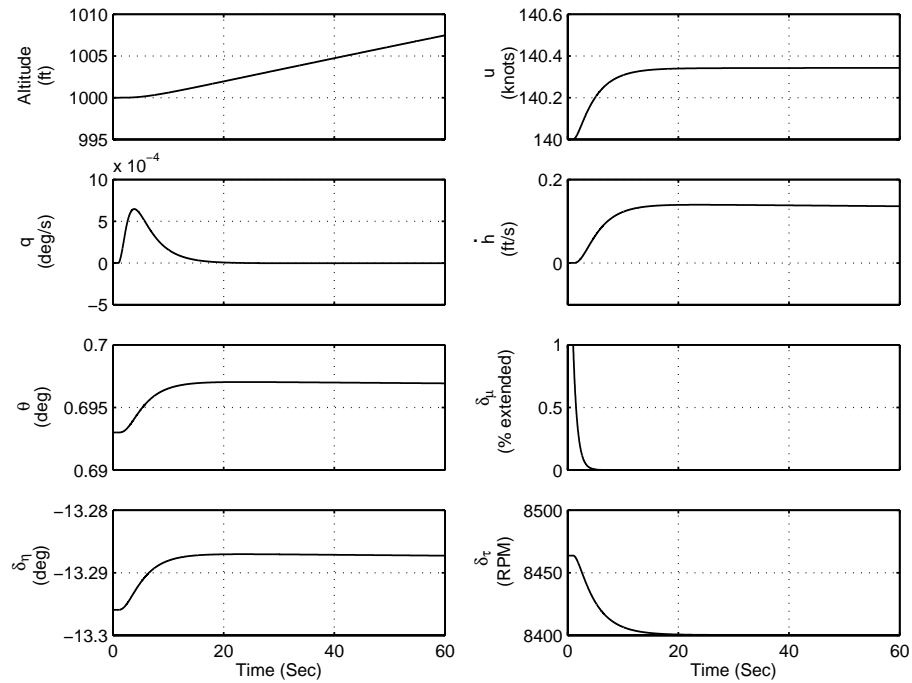 1010
1005
1000
995
Altitude
(ft)
140.6
140.4
140.2
140
u
(knots)
x 10⁻⁴
10
5
0
−5
q
(deg/s)
0.2
0
ḣ
(ft/s)
0.7
0.695
0.69
θ
(deg)
1
0.5
0
δμ
(% extended)
−13.28
−13.29
−13.3
δη
(deg)
0 20 40 60
Time (Sec)
8500
8450
8400
δτ
(RPM)
0 20 40 60
Time (Sec)